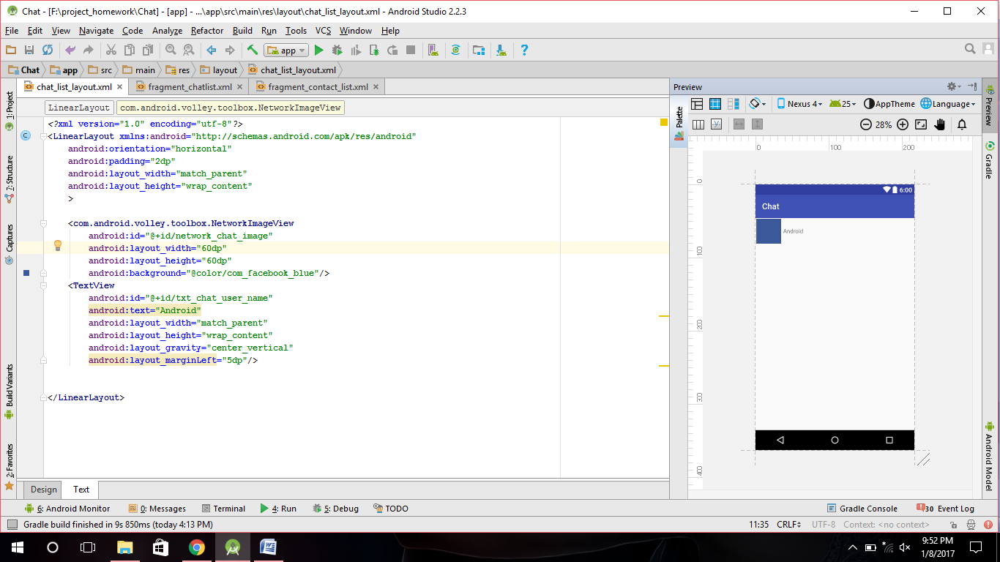 Chat - [F:\project_homework\Chat] - [app] - ...\app\src\main\res\layout\chat_list_layout.xml - Android Studio 2.2.3
File Edit View Navigate Code Analyze Refactor Build Run Tools VCS Window Help
app
Chat app src main res layout chat_list_layout.xml
chat_list_layout.xml fragment_chatlist.xml fragment_contact_list.xml
LinearLayout com.android.volley.toolbox.NetworkImageView
<?xml version="1.0" encoding="utf-8"?>
<LinearLayout xmlns:android="http://schemas.android.com/apk/res/android"
android:orientation="horizontal"
android:padding="2dp"
android:layout_width="match_parent"
android:layout_height="wrap_content"
>
<com.android.volley.toolbox.NetworkImageView
android:id="@+id/network_chat_image"
android:layout_width="60dp"
android:layout_height="60dp"
android:background="@color/com_facebook_blue"/>
<TextView
android:id="@+id/txt_chat_user_name"
android:text="Android"
android:layout_width="match_parent"
android:layout_height="wrap_content"
android:layout_gravity="center_vertical"
android:layout_marginLeft="5dp"/>
</LinearLayout>
Design Text
1: Project
7: Structure
Captures
Build Variants
2: Favorites
C
Preview
Palette
Nexus 4 25 AppTheme Language
28%
0 100 200
0
100
200
300
400
6:00
Chat
Android
Preview
Gradle
Android Model
6: Android Monitor 0: Messages Terminal 4: Run 5: Debug TODO Gradle Console 30 Event Log
Gradle build finished in 9s 850ms (today 4:13 PM) 11:35 CRLF UTF-8 Context: <no context>
9:52 PM
1/8/2017